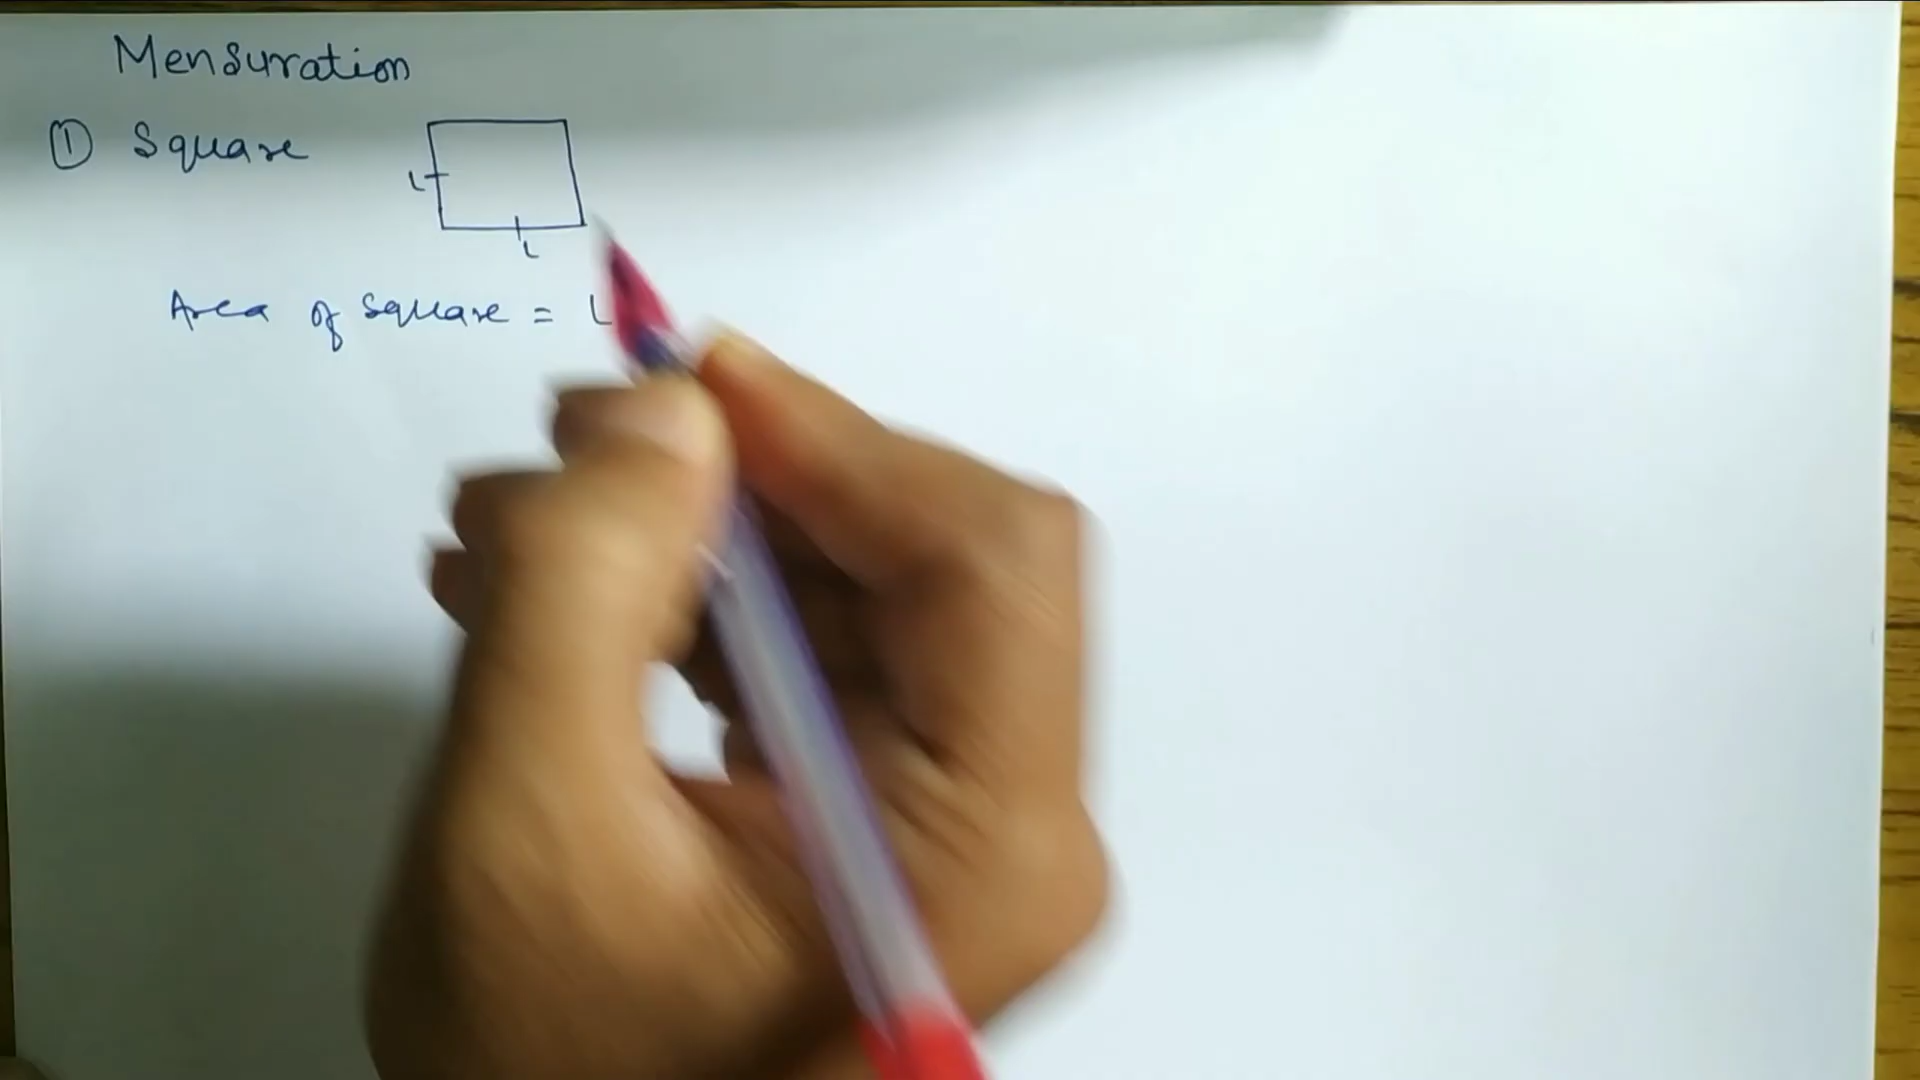 Mensuration
① Square
L
L
Area of square = L